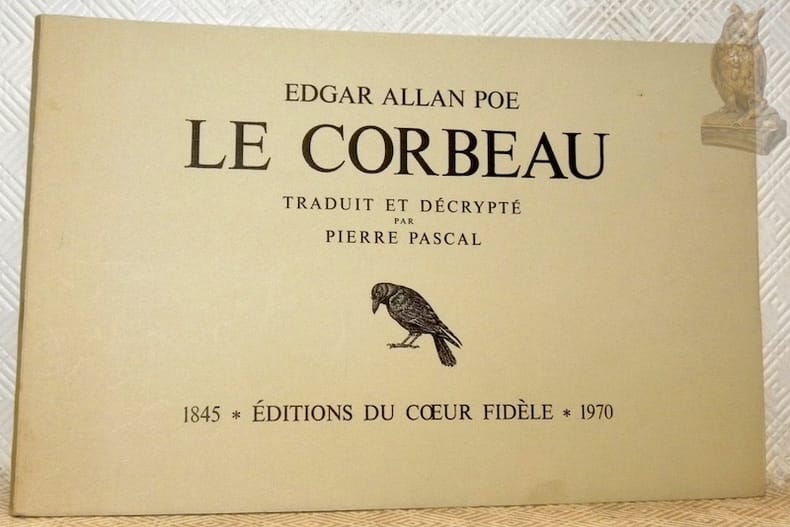 EDGAR ALLAN POE
LE CORBEAU
TRADUIT ET DÉCRYPTÉ
PAR
PIERRE PASCAL
1845 * ÉDITIONS DU CŒUR FIDÈLE * 1970